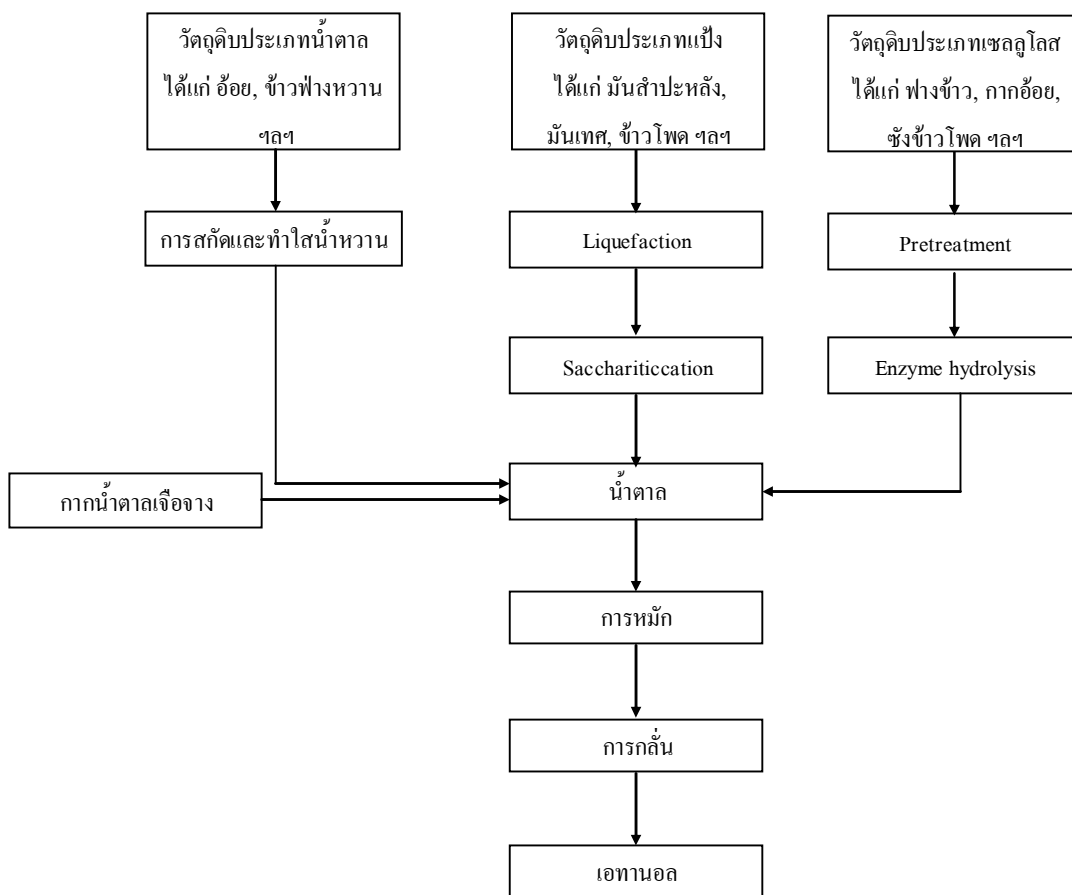 วัตถุดิบประเภทน้ำตาล
ได้แก่ อ้อย, ข้าวฟ่างหวาน
ฯลฯ
วัตถุดิบประเภทแป้ง
ได้แก่ มันสำปะหลัง,
มันเทศ, ข้าวโพด ฯลฯ
วัตถุดิบประเภทเซลลูโลส
ได้แก่ ฟางข้าว, กากอ้อย,
ซังข้าวโพด ฯลฯ
การสกัดและทำใสน้ำหวาน
Liquefaction
Pretreatment
Sacchariticcation
Enzyme hydrolysis
กากน้ำตาลเจือจาง
น้ำตาล
การหมัก
การกลั่น
เอทานอล